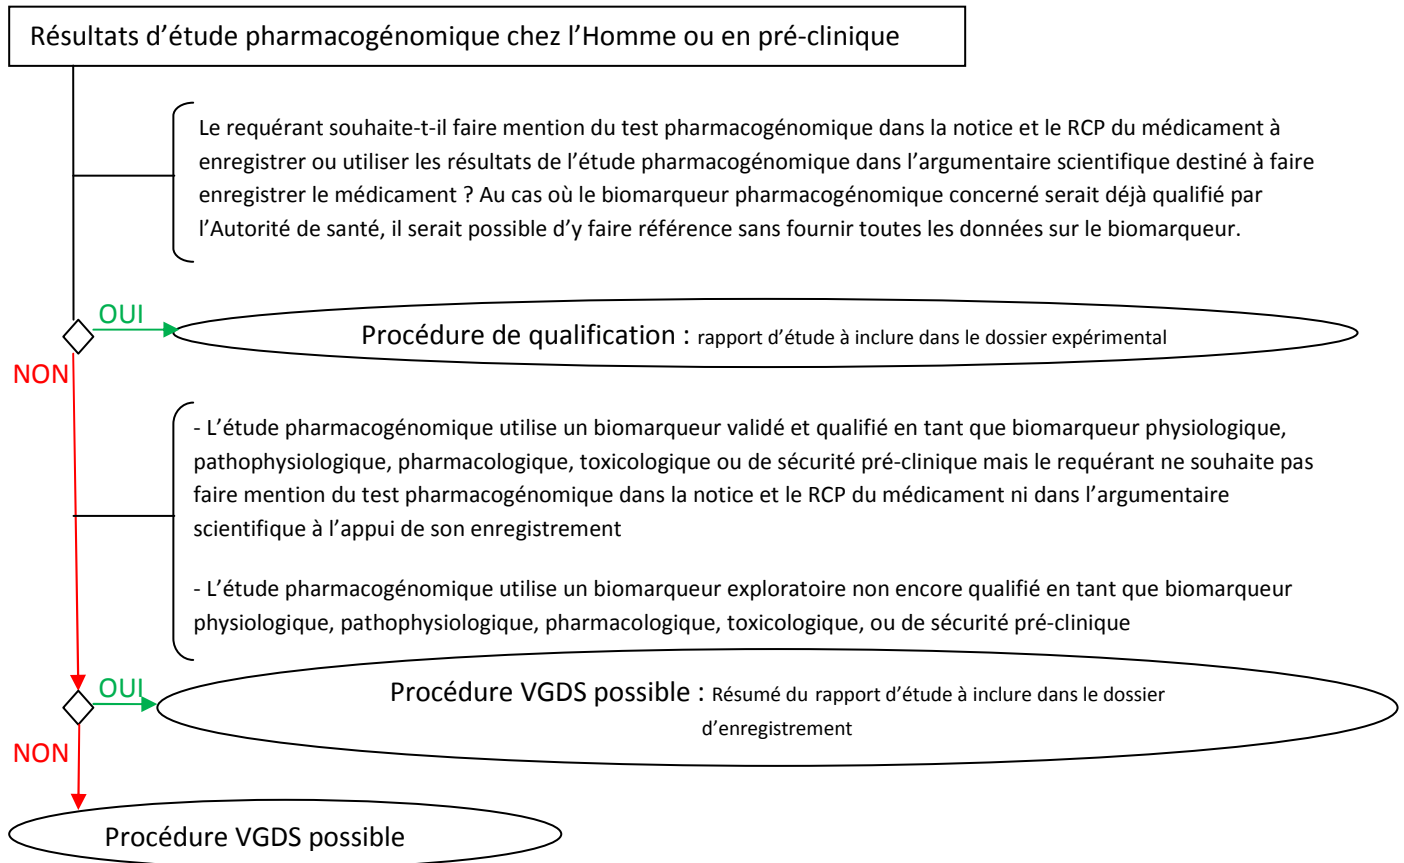 Résultats d’étude pharmacogénomique chez l’Homme ou en pré-clinique
Le requérant souhaite-t-il faire mention du test pharmacogénomique dans la notice et le RCP du médicament à
enregistrer ou utiliser les résultats de l’étude pharmacogénomique dans l’argumentaire scientifique destiné à faire
enregistrer le médicament ? Au cas où le biomarqueur pharmacogénomique concerné serait déjà qualifié par
l’Autorité de santé, il serait possible d’y faire référence sans fournir toutes les données sur le biomarqueur.
OUI
Procédure de qualification : rapport d’étude à inclure dans le dossier expérimental
NON
- L’étude pharmacogénomique utilise un biomarqueur validé et qualifié en tant que biomarqueur physiologique,
pathophysiologique, pharmacologique, toxicologique ou de sécurité pré-clinique mais le requérant ne souhaite pas
faire mention du test pharmacogénomique dans la notice et le RCP du médicament ni dans l’argumentaire
scientifique à l’appui de son enregistrement
- L’étude pharmacogénomique utilise un biomarqueur exploratoire non encore qualifié en tant que biomarqueur
physiologique, pathophysiologique, pharmacologique, toxicologique, ou de sécurité pré-clinique
OUI
Procédure VGDS possible : Résumé du rapport d’étude à inclure dans le dossier
d’enregistrement
NON
Procédure VGDS possible